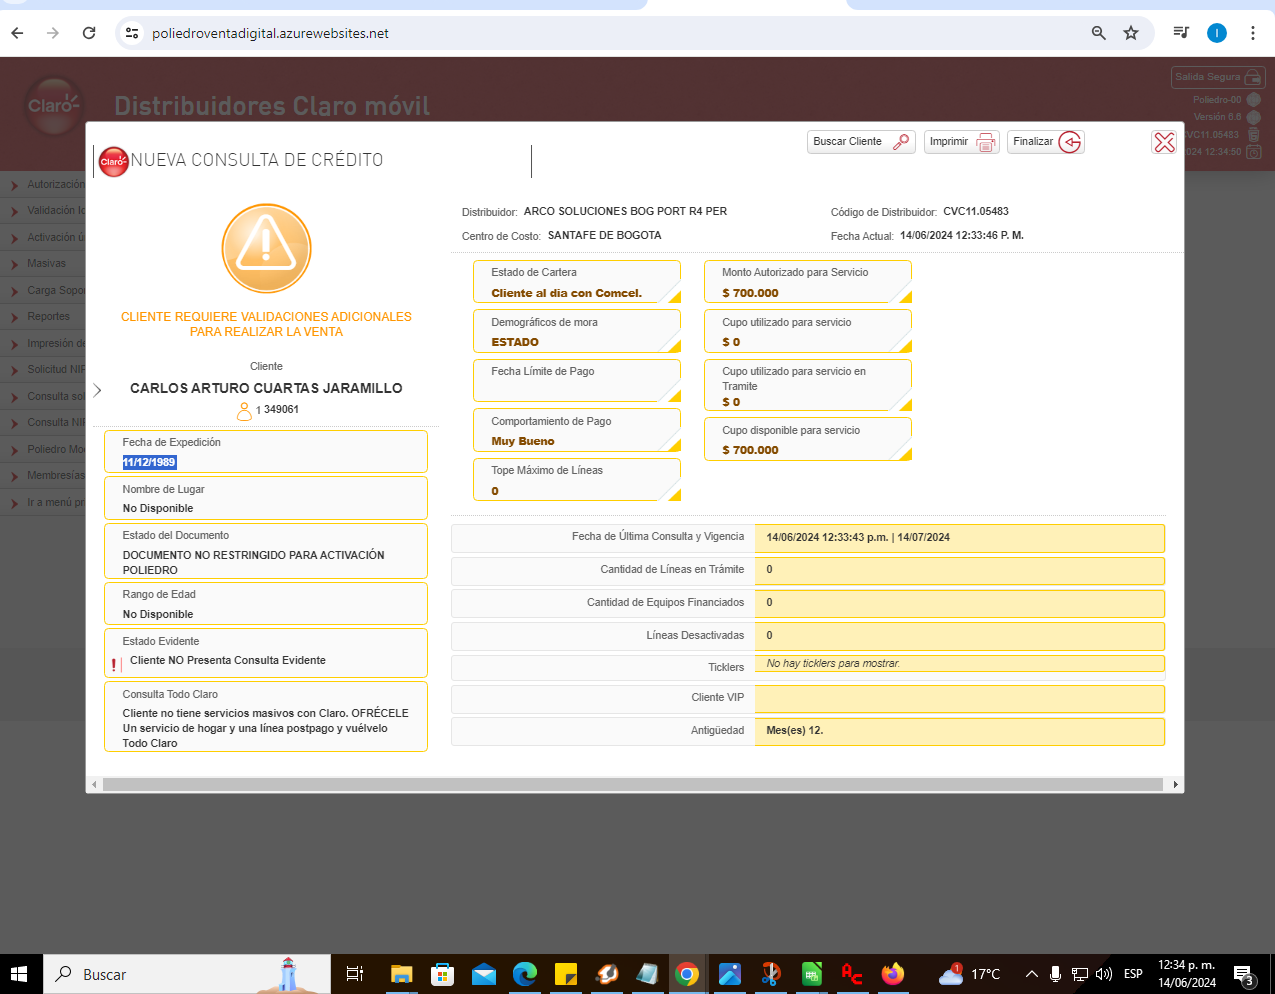 poliedroventadigital.azurewebsites.net
I
Claro
Distribuidores Claro móvil
Salida Segura
Poliedro-00
Versión 6.6
CVC11.05483
2024 12:34:50
Autorización
Validación
Activación
Masivas
Carga
Reportes
Impresión de
Solicitud
Consulta
Consulta
Poliedro
Membresías
Ir a menú
Claro
NUEVA CONSULTA DE CRÉDITO
Buscar Cliente
Imprimir
Finalizar
CLIENTE REQUIERE VALIDACIONES ADICIONALES
PARA REALIZAR LA VENTA
Cliente
CARLOS ARTURO CUARTAS JARAMILLO
1 349061
Fecha de Expedición
11/12/1989
Nombre de Lugar
No Disponible
Estado del Documento
DOCUMENTO NO RESTRINGIDO PARA ACTIVACIÓN
POLIEDRO
Rango de Edad
No Disponible
Estado Evidente
! Cliente NO Presenta Consulta Evidente
Consulta Todo Claro
Cliente no tiene servicios masivos con Claro. OFRÉCELE
Un servicio de hogar y una línea postpago y vuélvelo
Todo Claro
Distribuidor: ARCO SOLUCIONES BOG PORT R4 PER
Código de Distribuidor: CVC11.05483
Centro de Costo: SANTAFE DE BOGOTA
Fecha Actual: 14/06/2024 12:33:46 P. M.
Estado de Cartera
Cliente al dia con Comcel.
Demográficos de mora
ESTADO
Fecha Límite de Pago
Comportamiento de Pago
Muy Bueno
Tope Máximo de Líneas
0
Monto Autorizado para Servicio
$ 700.000
Cupo utilizado para servicio
$ 0
Cupo utilizado para servicio en
Tramite
$ 0
Cupo disponible para servicio
$ 700.000
Fecha de Última Consulta y Vigencia 14/06/2024 12:33:43 p.m. | 14/07/2024
Cantidad de Líneas en Trámite 0
Cantidad de Equipos Financiados 0
Líneas Desactivadas 0
Ticklers No hay ticklers para mostrar.
Cliente VIP
Antigüedad Mes(es) 12.
Buscar
1
17°C
ESP
12:34 p. m.
14/06/2024
3